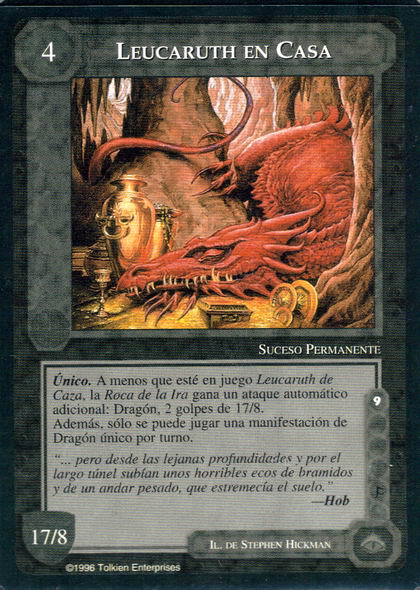 4
LEUCARUTH EN CASA
SUCESO PERMANENTE
Único. A menos que esté en juego Leucaruth de
Caza, la Roca de la Ira gana un ataque automático
adicional: Dragón, 2 golpes de 17/8.
Además, sólo se puede jugar una manifestación de
Dragón único por turno.
"... pero desde las lejanas profundidades y por el
largo túnel subían unos horribles ecos de bramidos
y de un andar pesado, que estremecía el suelo."
—Hob
9
F
17/8
IL. DE STEPHEN HICKMAN
©1996 Tolkien Enterprises